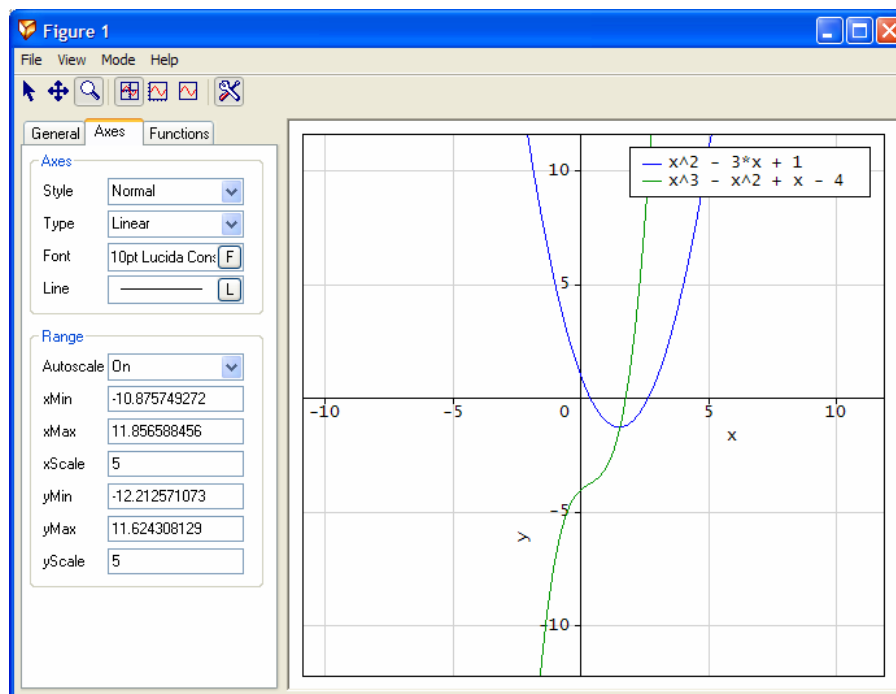 Figure 1
File View Mode Help
General Axes Functions
Axes
Style Normal
Type Linear
Font 10pt Lucida Cons F
Line L
Range
Autoscale On
xMin -10.875749272
xMax 11.856588456
xScale 5
yMin -12.212571073
yMax 11.624308129
yScale 5
x^2 - 3*x + 1
x^3 - x^2 + x - 4
10
5
-10 -5 0 5 10
x
-5
y
-10